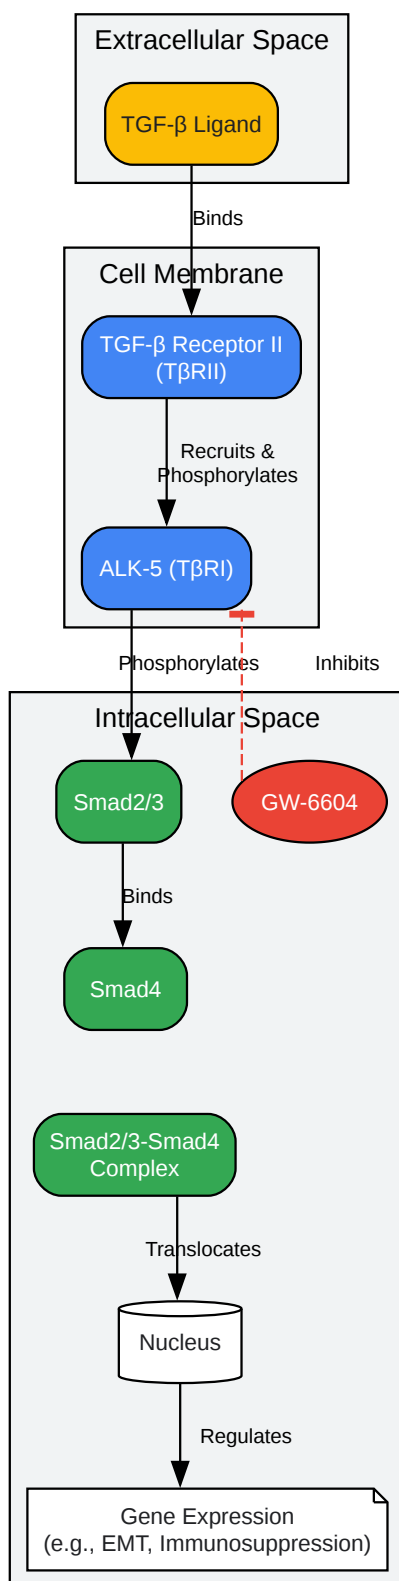 Extracellular Space
TGF-β Ligand
Binds
Cell Membrane
TGF-β Receptor II
(TβRII)
Recruits &
Phosphorylates
ALK-5 (TβRI)
Phosphorylates
Inhibits
Intracellular Space
Smad2/3
GW-6604
Binds
Smad4
Smad2/3-Smad4
Complex
Translocates
Nucleus
Regulates
Gene Expression
(e.g., EMT, Immunosuppression)